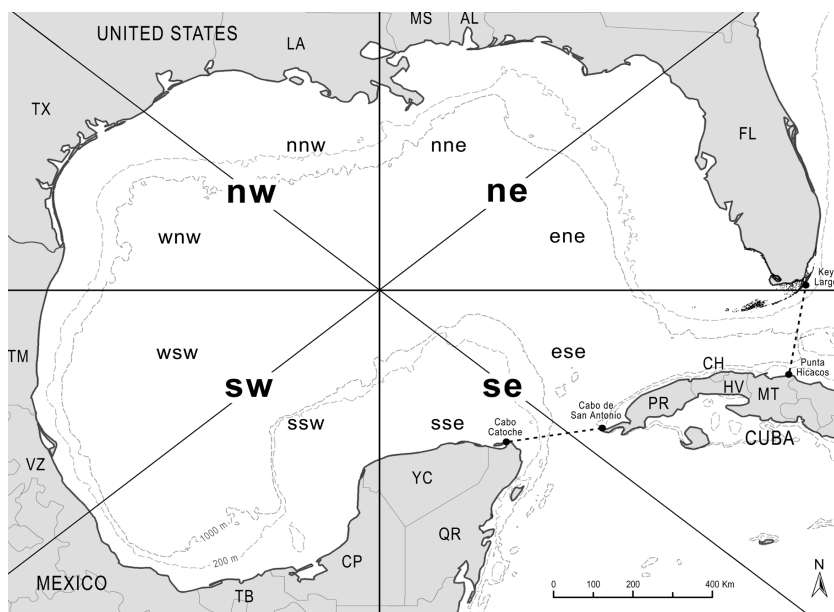 MS
AL
UNITED STATES
LA
TX
FL
nnw
nne
nw
ne
wnw
ene
Key
Largo
TM
wsw
ese
CH
Punta
Hicacos
sw
se
HV
MT
PR
Cabo de
San Antonio
ssw
sse
Cabo
Catoche
CUBA
VZ
YC
1000 m
QR
200 m
CP
N
MEXICO
TB
0 100 200 400 Km